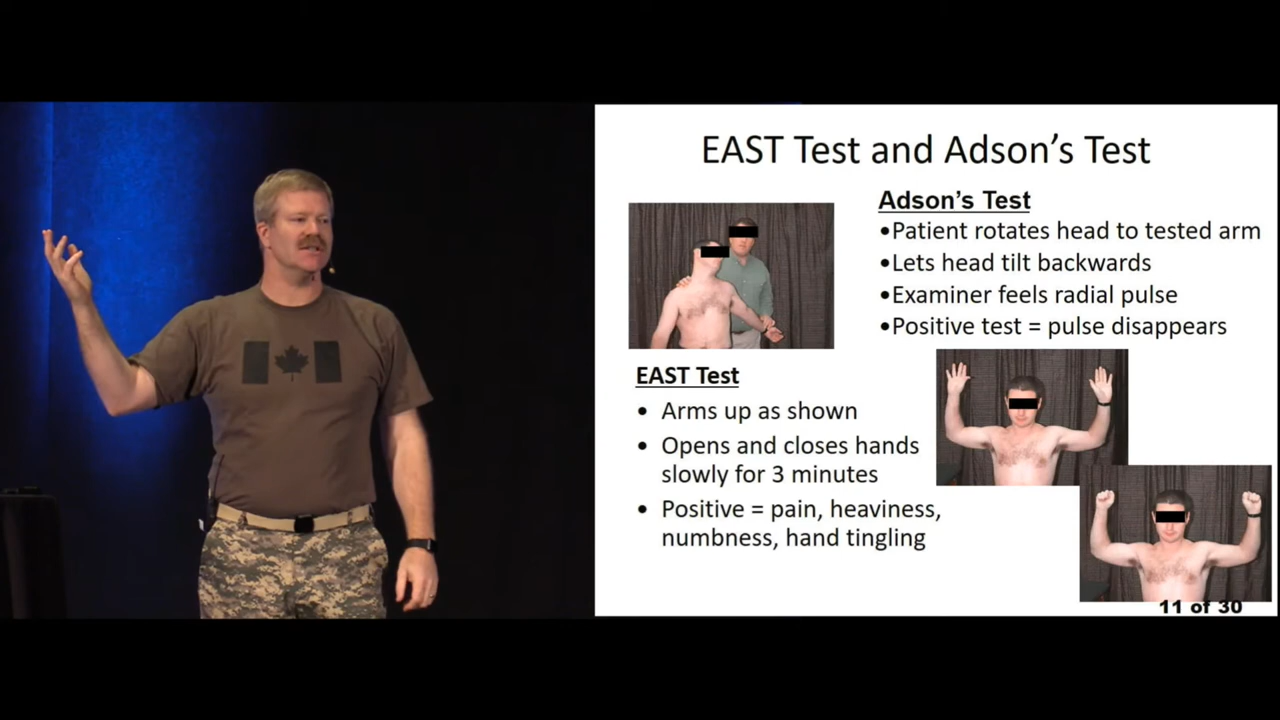 EAST Test and Adson’s Test
Adson’s Test
•Patient rotates head to tested arm
•Lets head tilt backwards
•Examiner feels radial pulse
•Positive test = pulse disappears
EAST Test
• Arms up as shown
• Opens and closes hands
slowly for 3 minutes
• Positive = pain, heaviness,
numbness, hand tingling
11 of 30